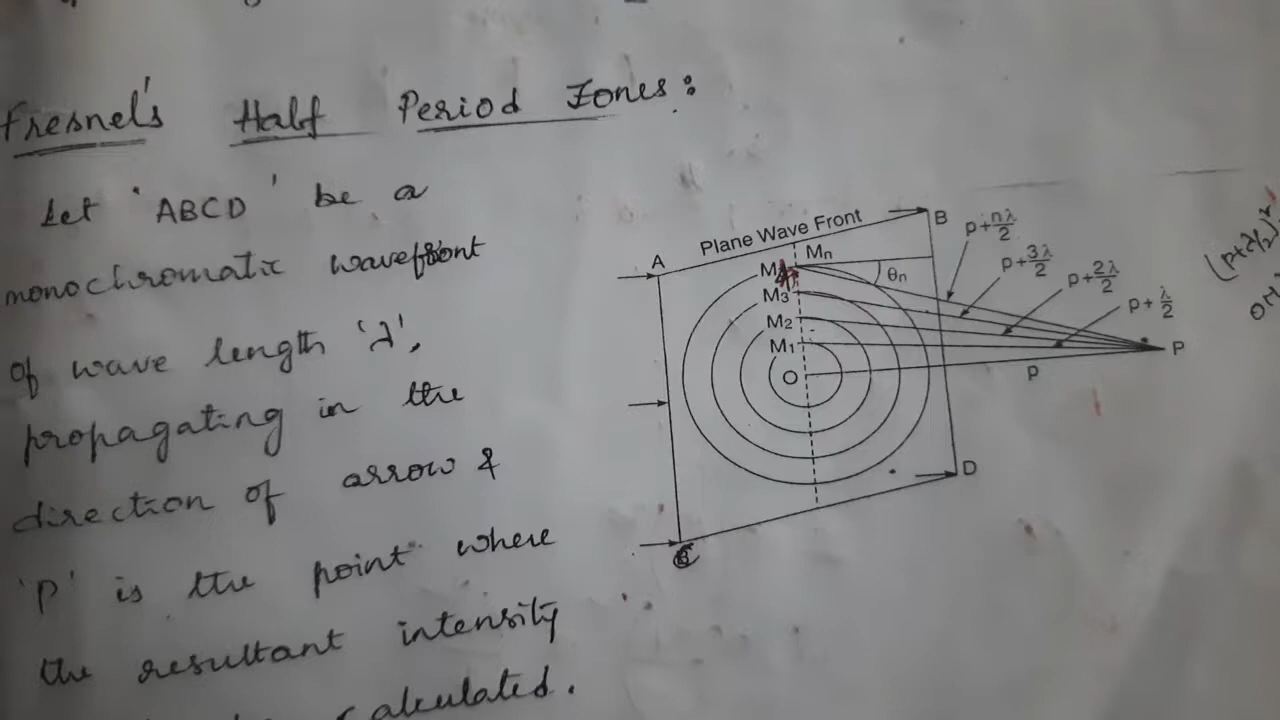 Fresnel's Half Period Zones:
Let 'ABCD' be a
monochromatic wavefront
of wave length 'λ',
propagating in the
direction of arrow &
'P' is the point where
the resultant intensity
calculated.
Plane Wave Front
A
B
D
C
Mn
M3
M2
M1
O
θn
p+nλ/2
p+3λ/2
p+2λ/2
p+λ/2
P
p
(p+λ/2)²